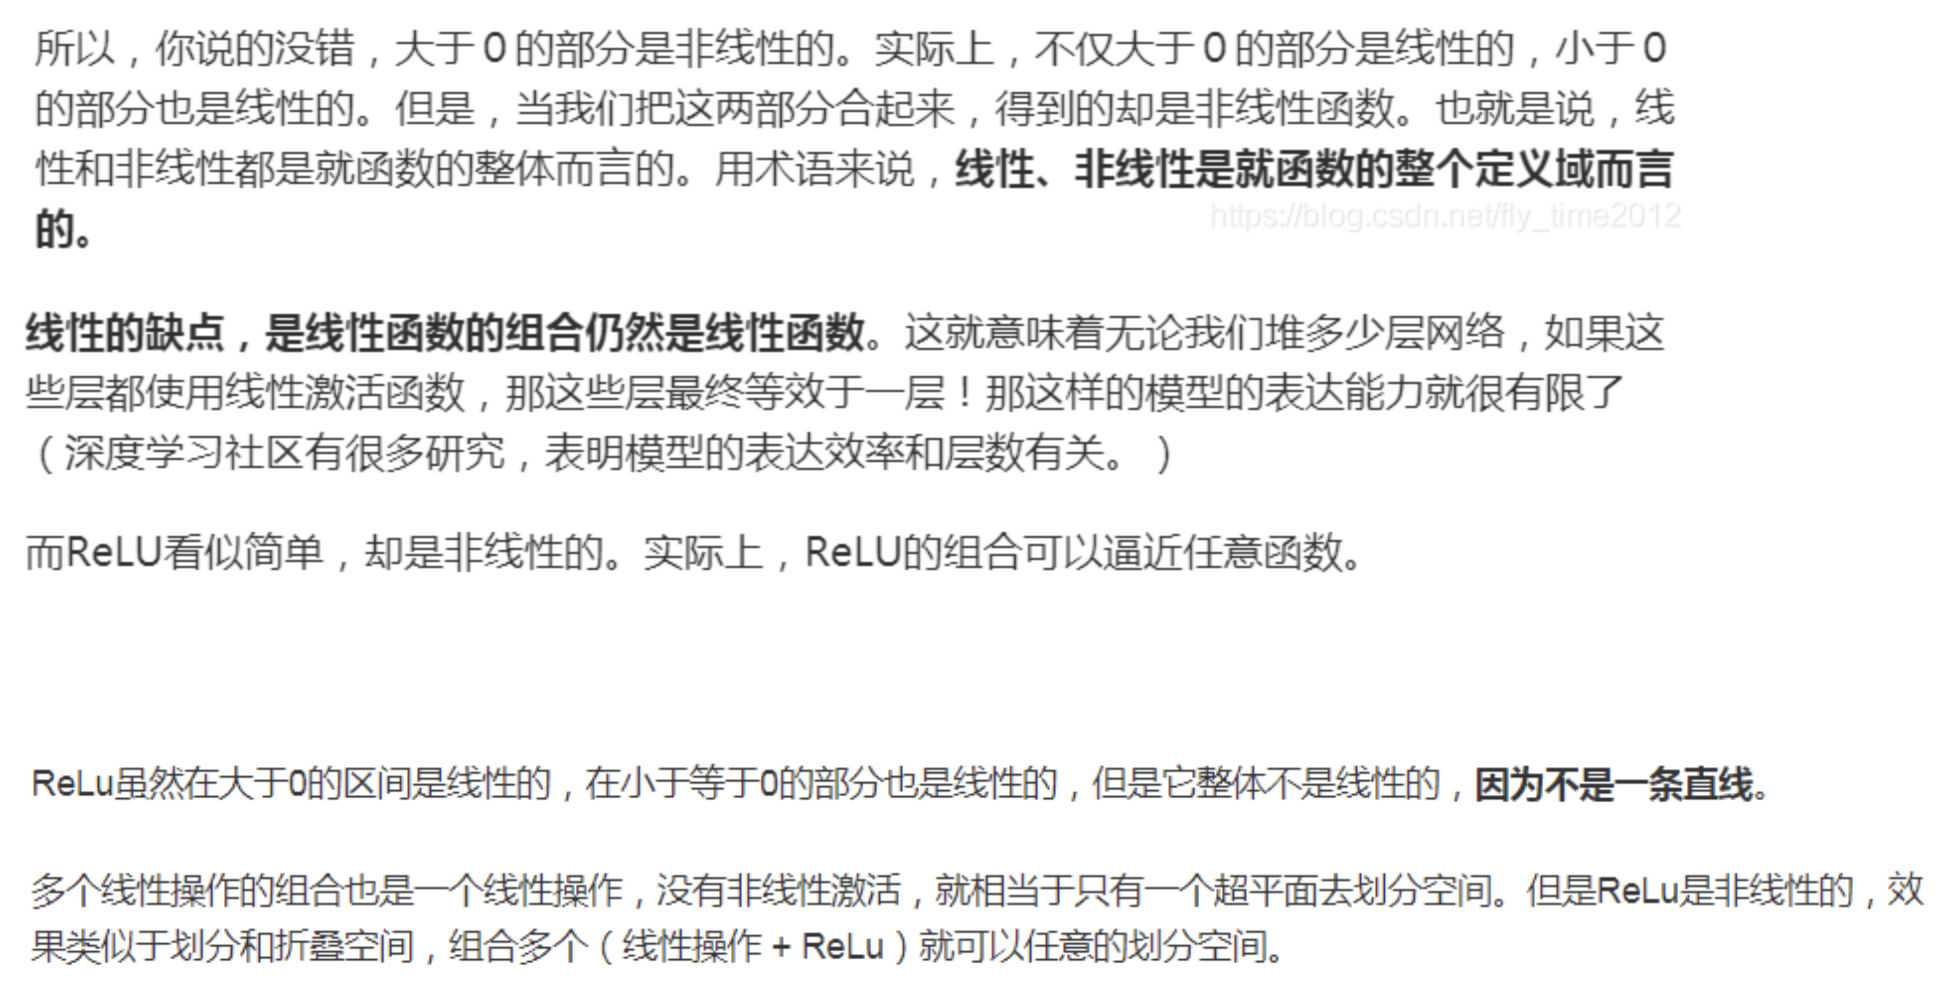 所以，你说的没错，大于0的部分是非线性的。实际上，不仅大于0的部分是线性的，小于0
的部分也是线性的。但是，当我们把这两部分合起来，得到的却是非线性函数。也就是说，线
性和非线性都是就函数的整体而言的。用术语来说，线性、非线性是就函数的整个定义域而言
的。
https://blog.csdn.net/fly_time2012
线性的缺点，是线性函数的组合仍然是线性函数。这就意味着无论我们堆多少层网络，如果这
些层都使用线性激活函数，那这些层最终等效于一层！那这样的模型的表达能力就很有限了
（深度学习社区有很多研究，表明模型的表达效率和层数有关。）
而ReLU看似简单，却是非线性的。实际上，ReLU的组合可以逼近任意函数。
ReLu虽然在大于0的区间是线性的，在小于等于0的部分也是线性的，但是它整体不是线性的，因为不是一条直线。
多个线性操作的组合也是一个线性操作，没有非线性激活，就相当于只有一个超平面去划分空间。但是ReLu是非线性的，效
果类似于划分和折叠空间，组合多个（线性操作 + ReLu）就可以任意的划分空间。